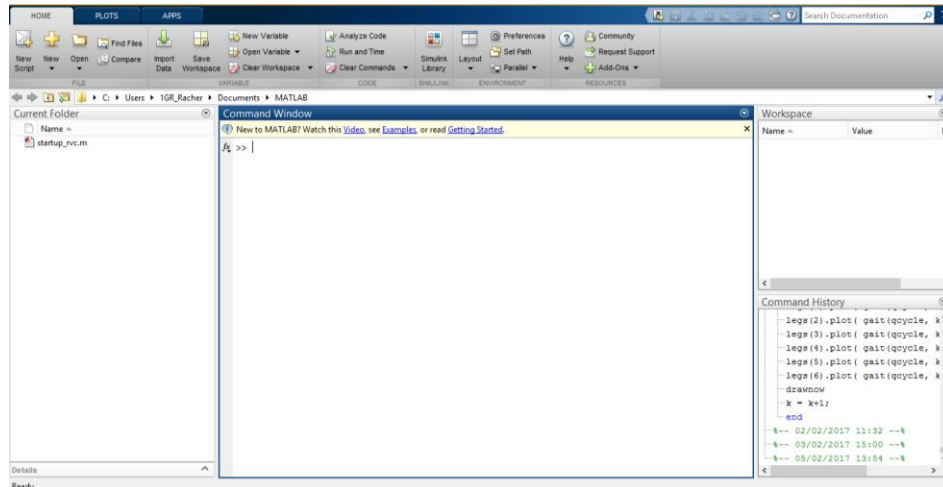 HOME PLOTS APPS
Search Documentation
New Script
New
Open
Find Files
Compare
Import Data
Save Workspace
New Variable
Open Variable
Clear Workspace
Analyze Code
Run and Time
Clear Commands
Simulink Library
Layout
Preferences
Set Path
Parallel
Help
Community
Request Support
Add-Ons
FILE VARIABLE CODE SIMULINK ENVIRONMENT RESOURCES
C: Users 1GR_Racher Documents MATLAB
Current Folder
Name
startup_rvc.m
Details
Ready
Command Window
New to MATLAB? Watch this Video, see Examples, or read Getting Started.
fx >>
Workspace
Name Value
Command History
legs(2).plot( gait(qcycle, k
legs(3).plot( gait(qcycle, k
legs(4).plot( gait(qcycle, k
legs(5).plot( gait(qcycle, k
legs(6).plot( gait(qcycle, k
drawnow
k = k+1;
end
%-- 02/02/2017 11:32 --%
%-- 03/02/2017 15:00 --%
%-- 05/02/2017 13:54 --%